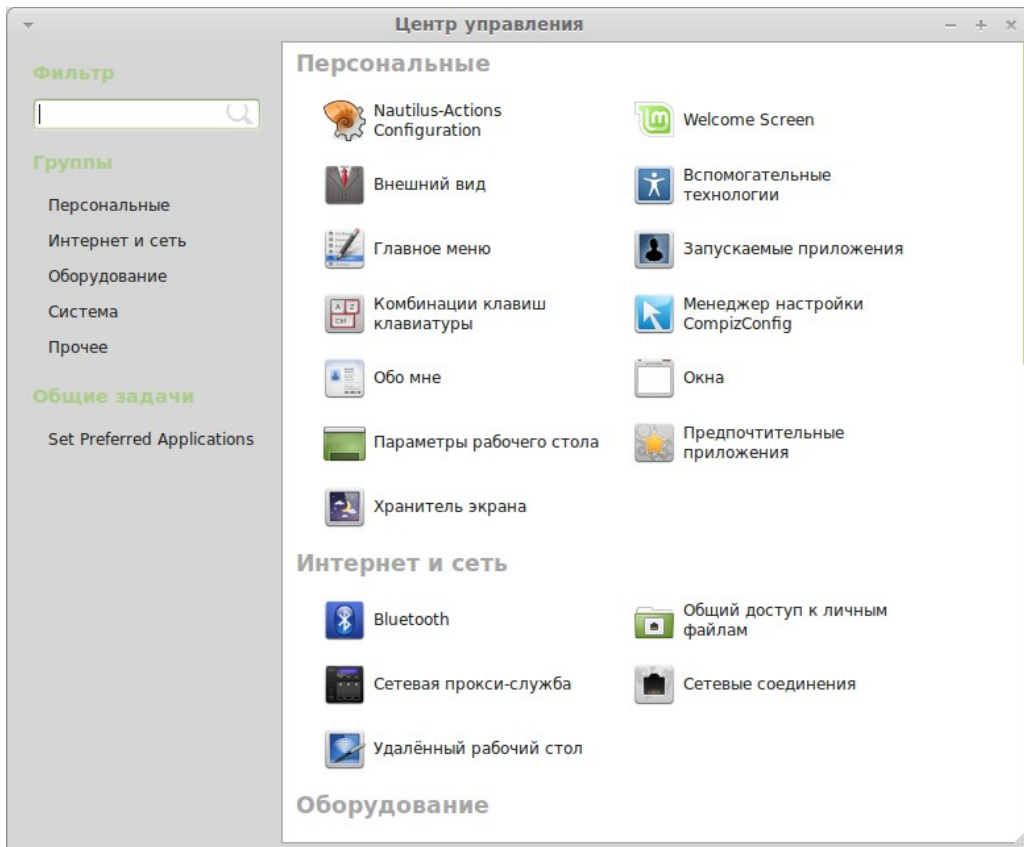 Центр управления
Фильтр
Группы
Персональные
Интернет и сеть
Оборудование
Система
Прочее
Общие задачи
Set Preferred Applications
Персональные
Nautilus-Actions
Configuration
Welcome Screen
Внешний вид
Вспомогательные
технологии
Главное меню
Запускаемые приложения
Комбинации клавиш
клавиатуры
Менеджер настройки
CompizConfig
Обо мне
Окна
Параметры рабочего стола
Предпочтительные
приложения
Хранитель экрана
Интернет и сеть
Bluetooth
Общий доступ к личным
файлам
Сетевая прокси-служба
Сетевые соединения
Удалённый рабочий стол
Оборудование